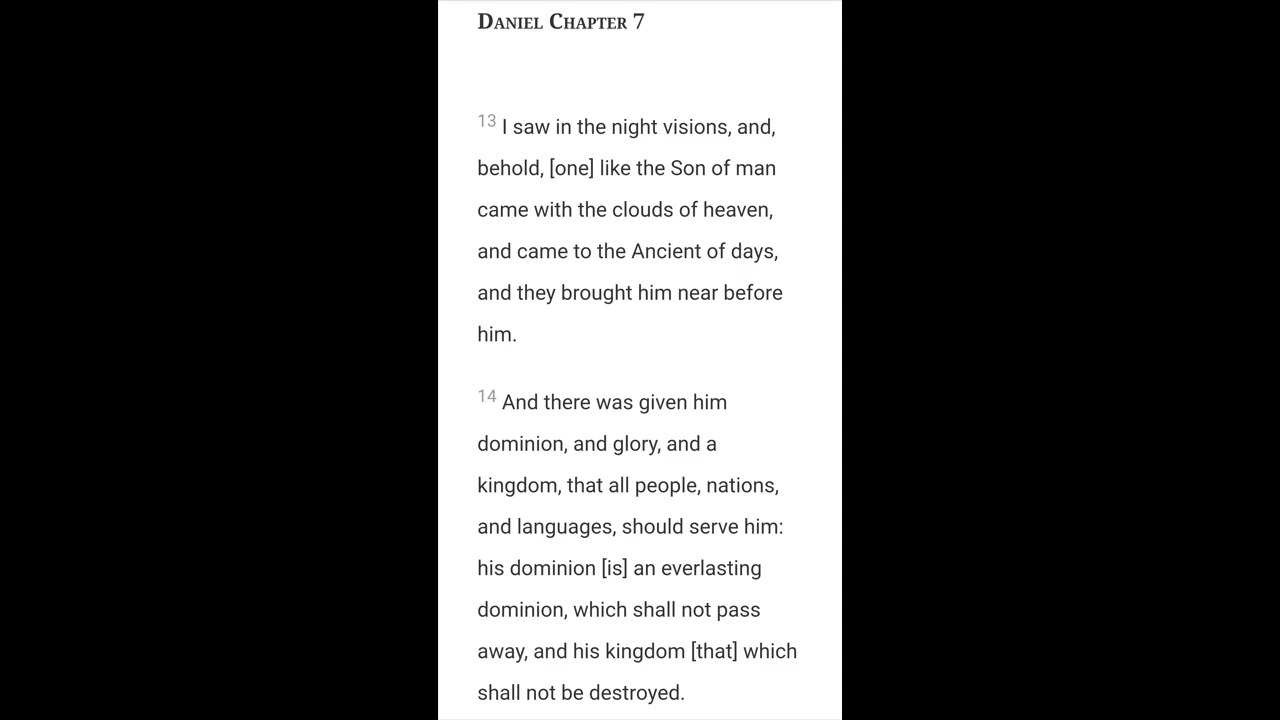 Daniel Chapter 7
13 I saw in the night visions, and,
behold, [one] like the Son of man
came with the clouds of heaven,
and came to the Ancient of days,
and they brought him near before
him.
14 And there was given him
dominion, and glory, and a
kingdom, that all people, nations,
and languages, should serve him:
his dominion [is] an everlasting
dominion, which shall not pass
away, and his kingdom [that] which
shall not be destroyed.